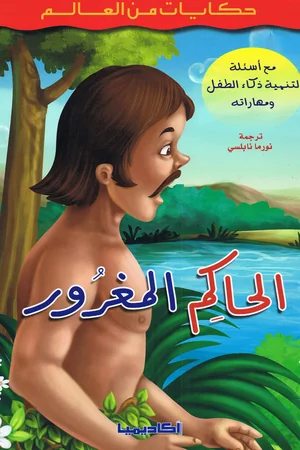 حكايات من العالم
مع أسئلة
لتنمية ذكاء الطفل
ومهاراته
ترجمة
نورما نابلسي
الحاكِم المغرُور
أكاديميا